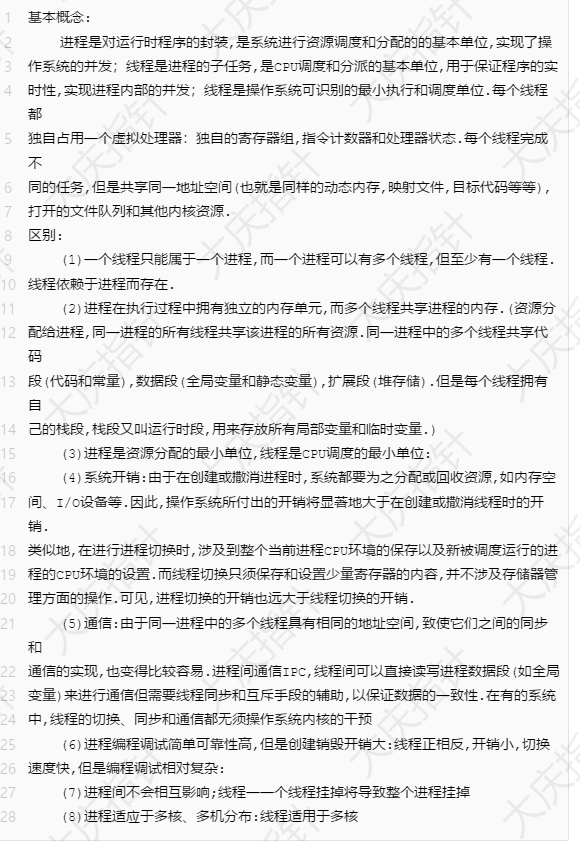 1 基本概念:
2 进程是对运行时程序的封装,是系统进行资源调度和分配的的基本单位,实现了操
3 作系统的并发; 线程是进程的子任务,是CPU调度和分派的基本单位,用于保证程序的实
4 时性,实现进程内部的并发; 线程是操作系统可识别的最小执行和调度单位.每个线程
都
5 独自占用一个虚拟处理器: 独自的寄存器组,指令计数器和处理器状态.每个线程完成
不
6 同的任务,但是共享同一地址空间(也就是同样的动态内存,映射文件,目标代码等等),
7 打开的文件队列和其他内核资源.
8 区别:
9 (1)一个线程只能属于一个进程,而一个进程可以有多个线程,但至少有一个线程.
10 线程依赖于进程而存在.
11 (2)进程在执行过程中拥有独立的内存单元,而多个线程共享进程的内存.(资源分
12 配给进程,同一进程的所有线程共享该进程的所有资源.同一进程中的多个线程共享代
码
13 段(代码和常量),数据段(全局变量和静态变量),扩展段(堆存储).但是每个线程拥有
自
14 己的栈段,栈段又叫运行时段,用来存放所有局部变量和临时变量.)
15 (3)进程是资源分配的最小单位,线程是CPU调度的最小单位:
16 (4)系统开销:由于在创建或撤消进程时,系统都要为之分配或回收资源,如内存空
17 间、I/O设备等.因此,操作系统所付出的开销将显著地大于在创建或撤消线程时的开
销.
18 类似地,在进行进程切换时,涉及到整个当前进程CPU环境的保存以及新被调度运行的进
19 程的CPU环境的设置.而线程切换只须保存和设置少量寄存器的内容,并不涉及存储器管
20 理方面的操作.可见,进程切换的开销也远大于线程切换的开销.
21 (5)通信:由于同一进程中的多个线程具有相同的地址空间,致使它们之间的同步
和
22 通信的实现,也变得比较容易.进程间通信IPC,线程间可以直接读写进程数据段(如全局
23 变量)来进行通信但需要线程同步和互斥手段的辅助,以保证数据的一致性.在有的系统
24 中,线程的切换、同步和通信都无须操作系统内核的干预
25 (6)进程编程调试简单可靠性高,但是创建销毁开销大:线程正相反,开销小,切换
26 速度快,但是编程调试相对复杂:
27 (7)进程间不会相互影响;线程一一个线程挂掉将导致整个进程挂掉
28 (8)进程适应于多核、多机分布:线程适用于多核
大庆指针